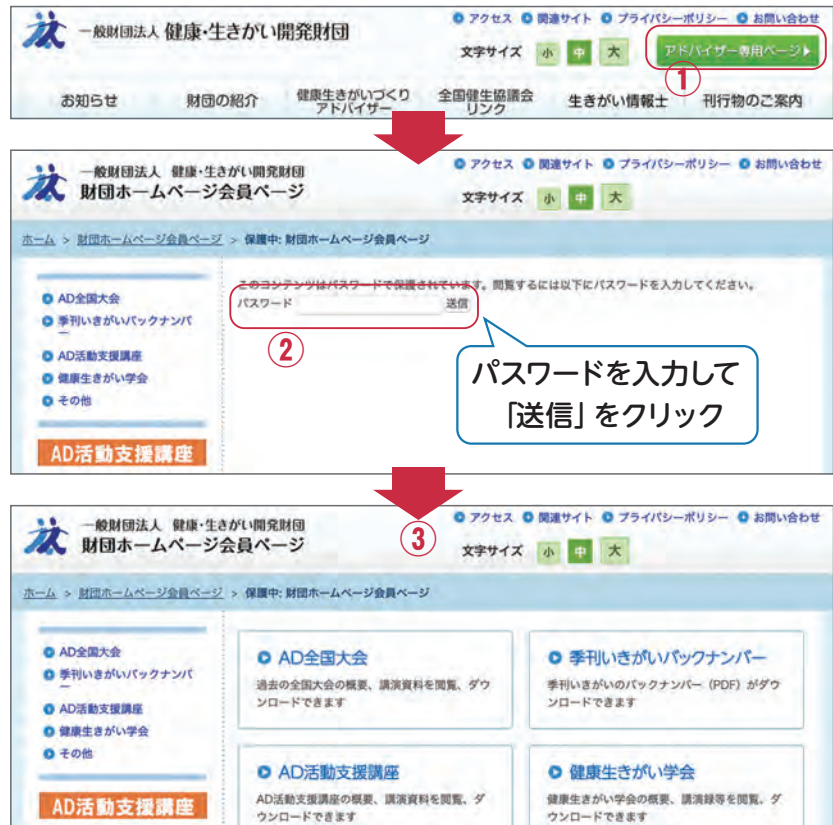 アクセス 関連サイト プライバシーポリシー お問い合わせ
一般財団法人 健康・生きがい開発財団
文字サイズ 小 中 大 アドバイザー専用ページ
①
お知らせ 財団の紹介 健康生きがいづくりアドバイザー 全国健生協議会リンク 生きがい情報士 刊行物のご案内
アクセス 関連サイト プライバシーポリシー お問い合わせ
一般財団法人 健康・生きがい開発財団
財団ホームページ会員ページ
文字サイズ 小 中 大
ホーム > 財団ホームページ会員ページ > 保護中: 財団ホームページ会員ページ
AD全国大会
季刊いきがいバックナンバ
ー
AD活動支援講座
健康生きがい学会
その他
AD活動支援講座
このコンテンツはパスワードで保護されています。閲覧するには以下にパスワードを入力してください。
パスワード 送信
②
パスワードを入力して
「送信」をクリック
③
アクセス 関連サイト プライバシーポリシー お問い合わせ
一般財団法人 健康・生きがい開発財団
財団ホームページ会員ページ
文字サイズ 小 中 大
ホーム > 財団ホームページ会員ページ > 保護中: 財団ホームページ会員ページ
AD全国大会
季刊いきがいバックナンバ
ー
AD活動支援講座
健康生きがい学会
その他
AD活動支援講座
AD全国大会
過去の全国大会の概要、講演資料を閲覧、ダウ
ンロードできます
季刊いきがいバックナンバー
季刊いきがいのバックナンバー(PDF)がダウ
ンロードできます
AD活動支援講座
AD活動支援講座の概要、講演資料を閲覧、ダ
ウンロードできます
健康生きがい学会
健康生きがい学会の概要、講演録等を閲覧、ダ
ウンロードできます